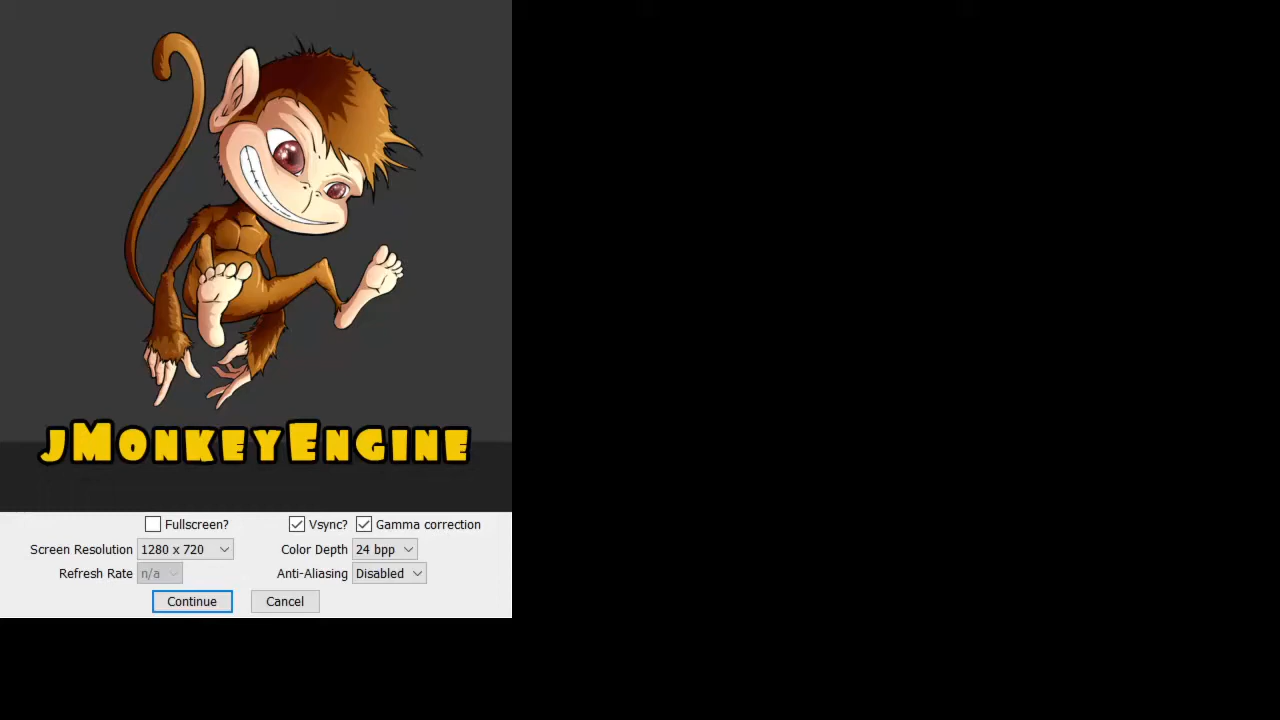 jMonkeyEngine
Fullscreen? Vsync? Gamma correction
Screen Resolution 1280 x 720 Color Depth 24 bpp
Refresh Rate n/a Anti-Aliasing Disabled
Continue Cancel